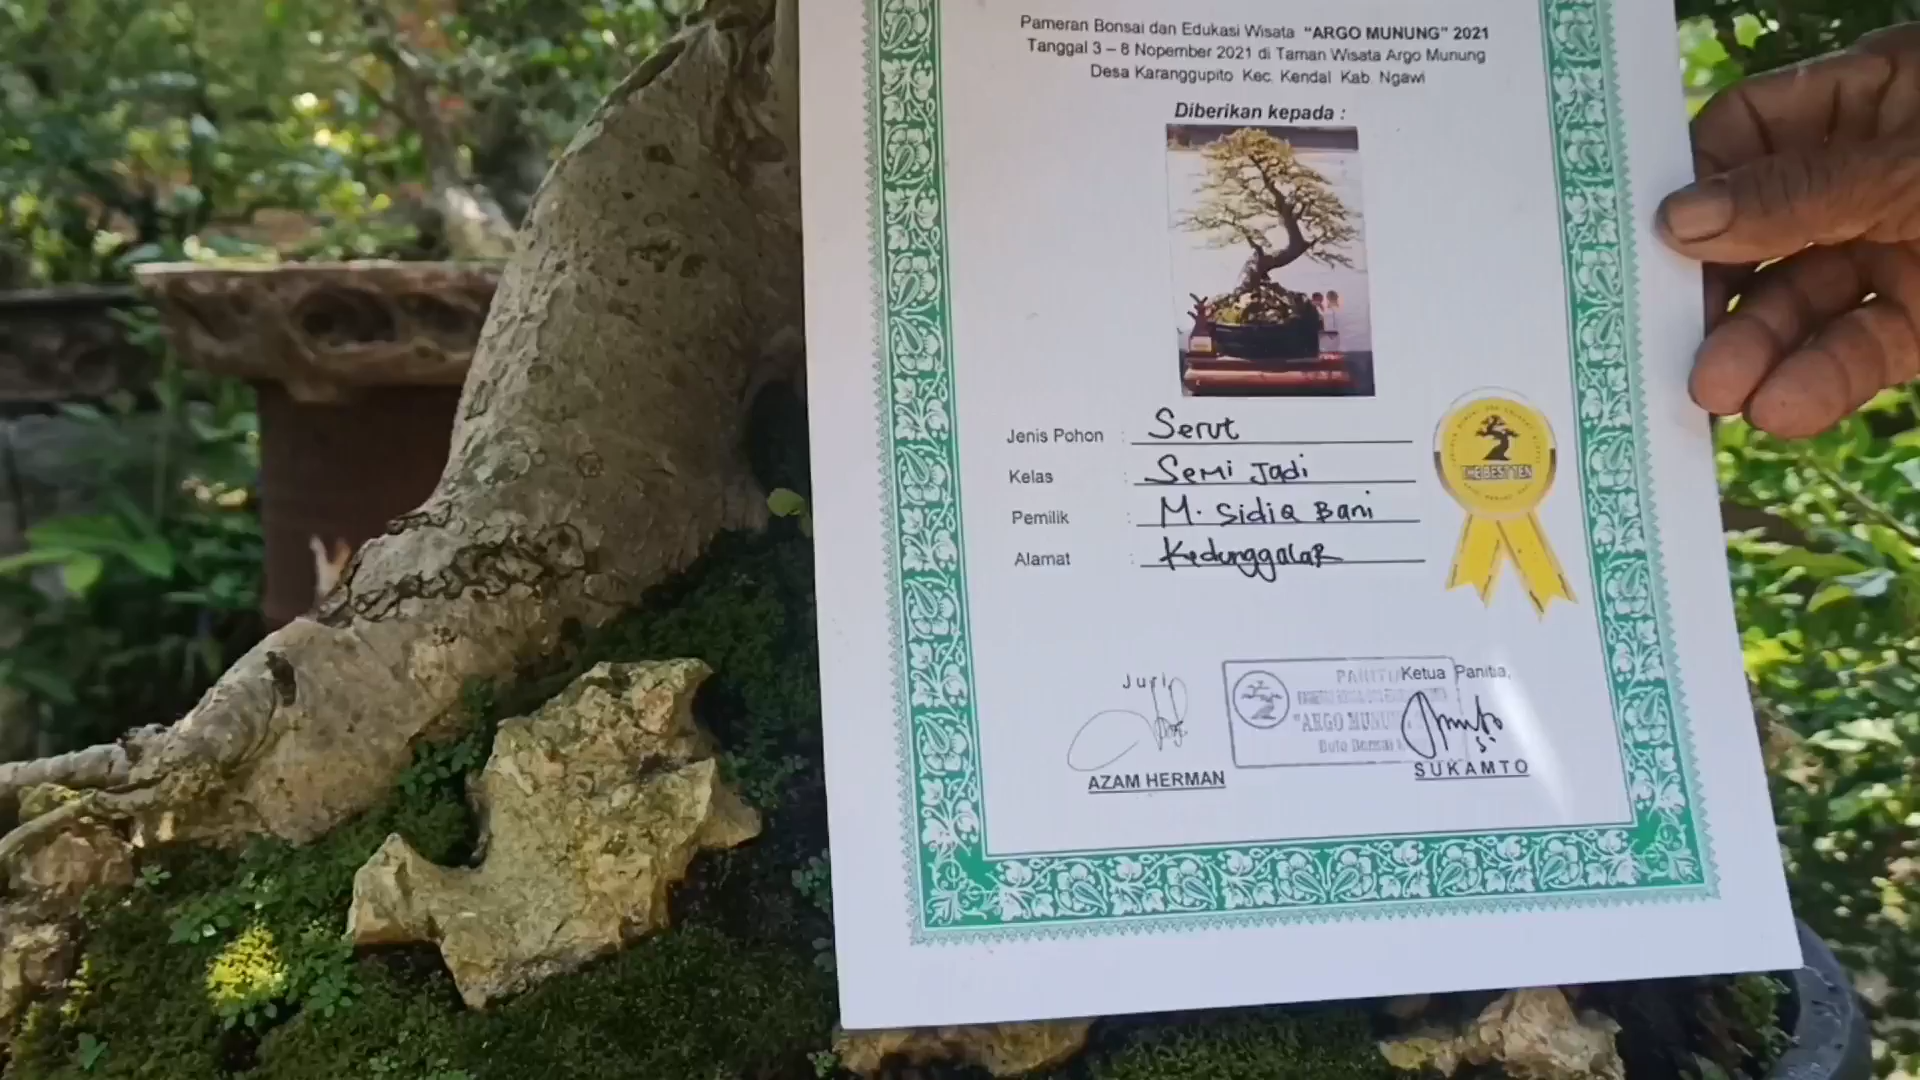 Pameran Bonsai dan Edukasi Wisata "ARGO MUNUNG" 2021
Tanggal 3 – 8 Nopember 2021 di Taman Wisata Argo Munung
Desa Karanggupito Kec. Kendal Kab. Ngawi
Diberikan kepada :
Jenis Pohon : Serut
Kelas : Semi Jadi
Pemilik : M. Sidiq Bani
Alamat : Kedunggalar
THE BEST TEN
Juri,
Ketua Panitia,
"ARGO MUNUNG
AZAM HERMAN
SUKAMTO